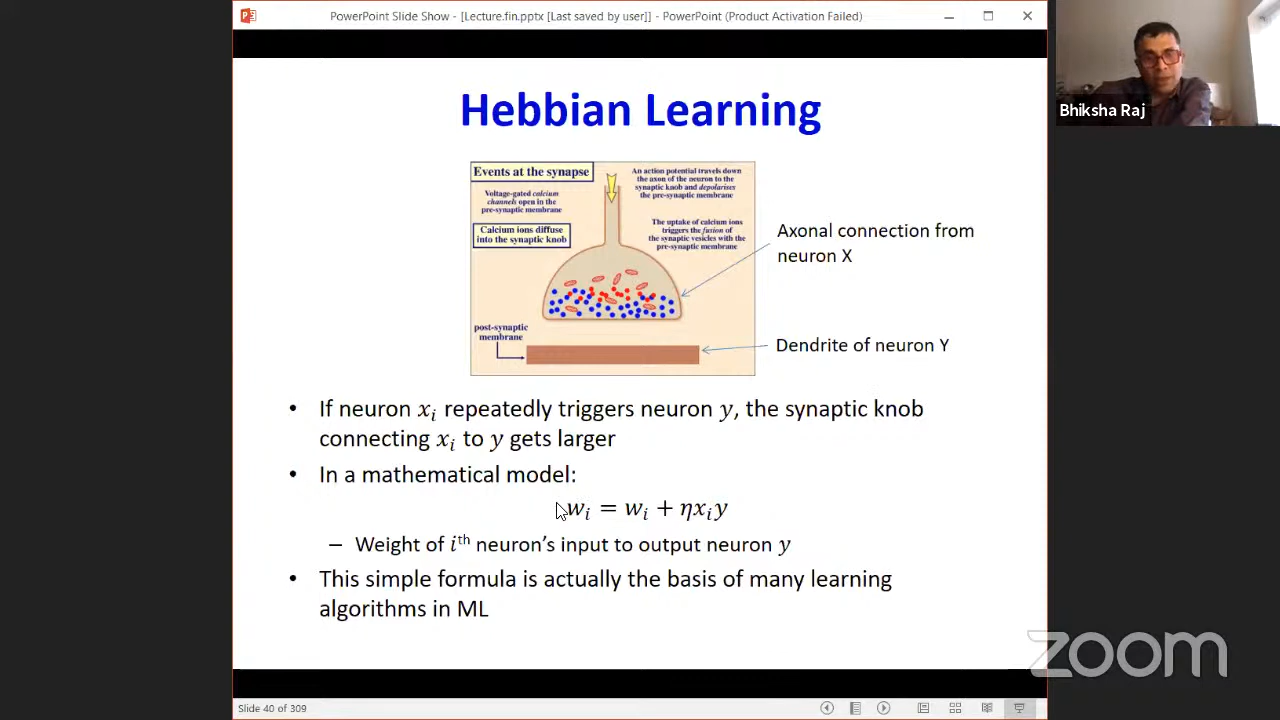 PowerPoint Slide Show - [Lecture.fin.pptx [Last saved by user]] - PowerPoint (Product Activation Failed)
Bhiksha Raj
Hebbian Learning
Events at the synapse
Voltage-gated calcium
channels open in the
pre-synaptic membrane
Calcium ions diffuse
into the synaptic knob
An action potential travels down
the axon of the neuron to the
synaptic knob and depolarises
the pre-synaptic membrane
The uptake of calcium ions
triggers the fusion of
the synaptic vesicles with the
pre-synaptic membrane
post-synaptic
membrane
Axonal connection from
neuron X
Dendrite of neuron Y
• If neuron xᵢ repeatedly triggers neuron y, the synaptic knob
connecting xᵢ to y gets larger
• In a mathematical model:
wᵢ = wᵢ + ηxᵢy
– Weight of iᵗʰ neuron's input to output neuron y
• This simple formula is actually the basis of many learning
algorithms in ML
zoom
Slide 40 of 309